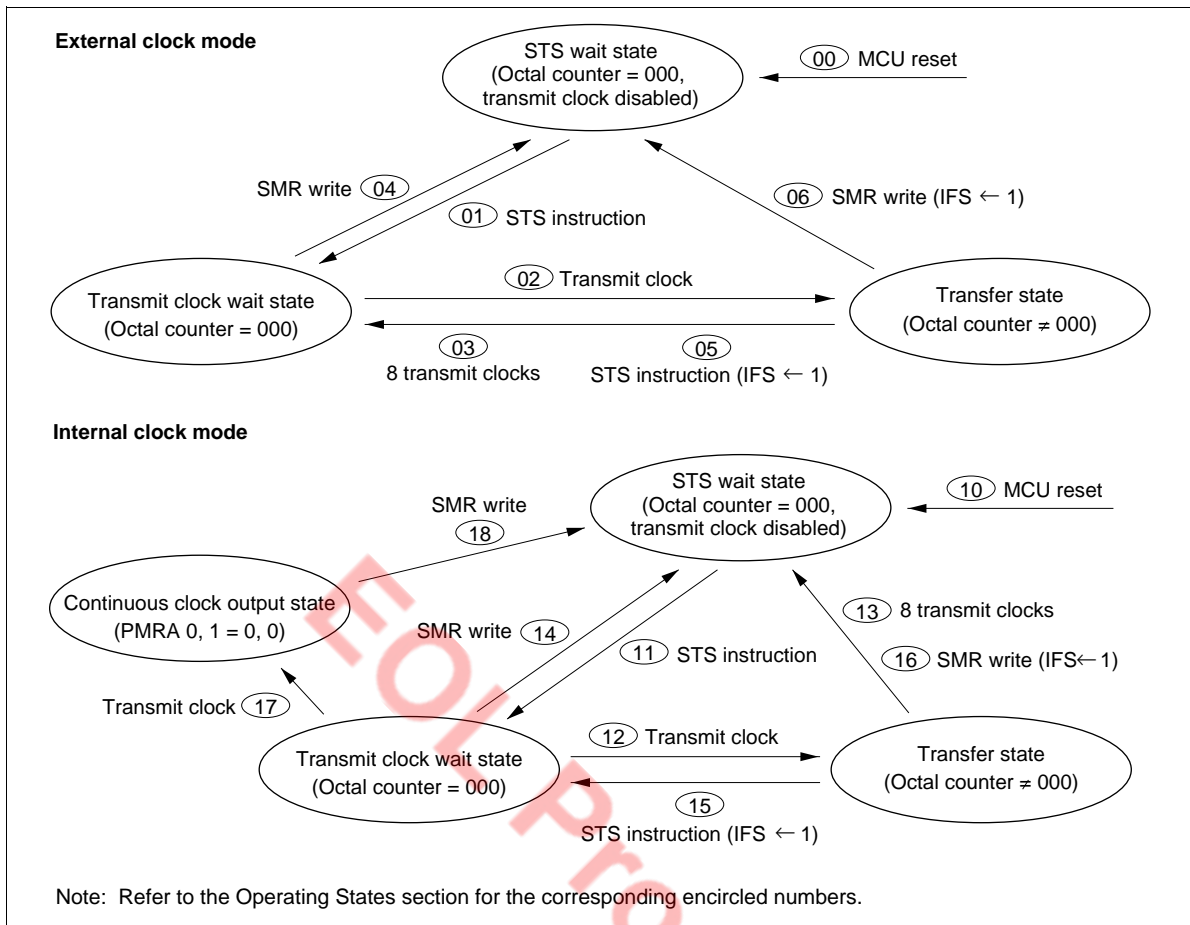 External clock mode
STS wait state
(Octal counter = 000,
transmit clock disabled)
00 MCU reset
SMR write 04
01 STS instruction
06 SMR write (IFS ← 1)
Transmit clock wait state
(Octal counter = 000)
02 Transmit clock
Transfer state
(Octal counter ≠ 000)
03
8 transmit clocks
05
STS instruction (IFS ← 1)
Internal clock mode
STS wait state
(Octal counter = 000,
transmit clock disabled)
10 MCU reset
SMR write
18
Continuous clock output state
(PMRA 0, 1 = 0, 0)
SMR write 14
11 STS instruction
13 8 transmit clocks
16 SMR write (IFS← 1)
Transmit clock 17
Transmit clock wait state
(Octal counter = 000)
12 Transmit clock
Transfer state
(Octal counter ≠ 000)
15
STS instruction (IFS ← 1)
Note: Refer to the Operating States section for the corresponding encircled numbers.
EOL Pro